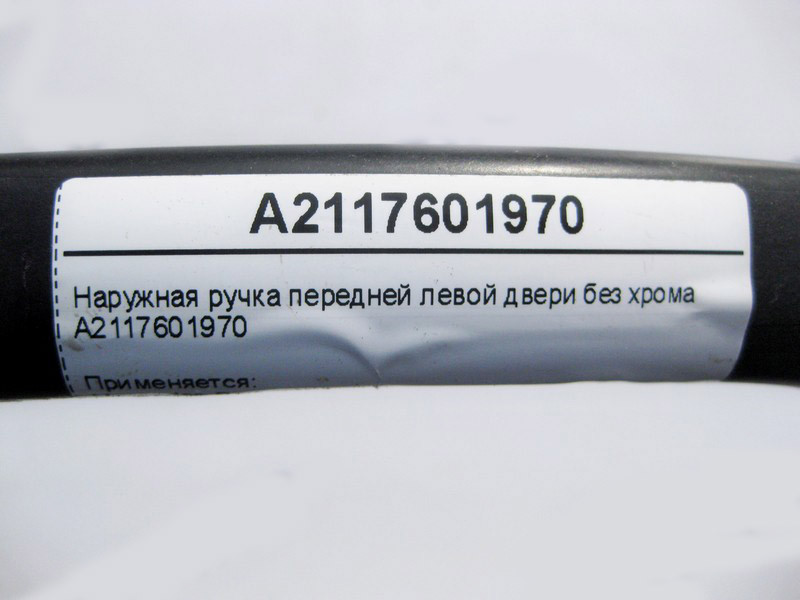 A2117601970
Наружная ручка передней левой двери без хрома
A2117601970
Применяется: